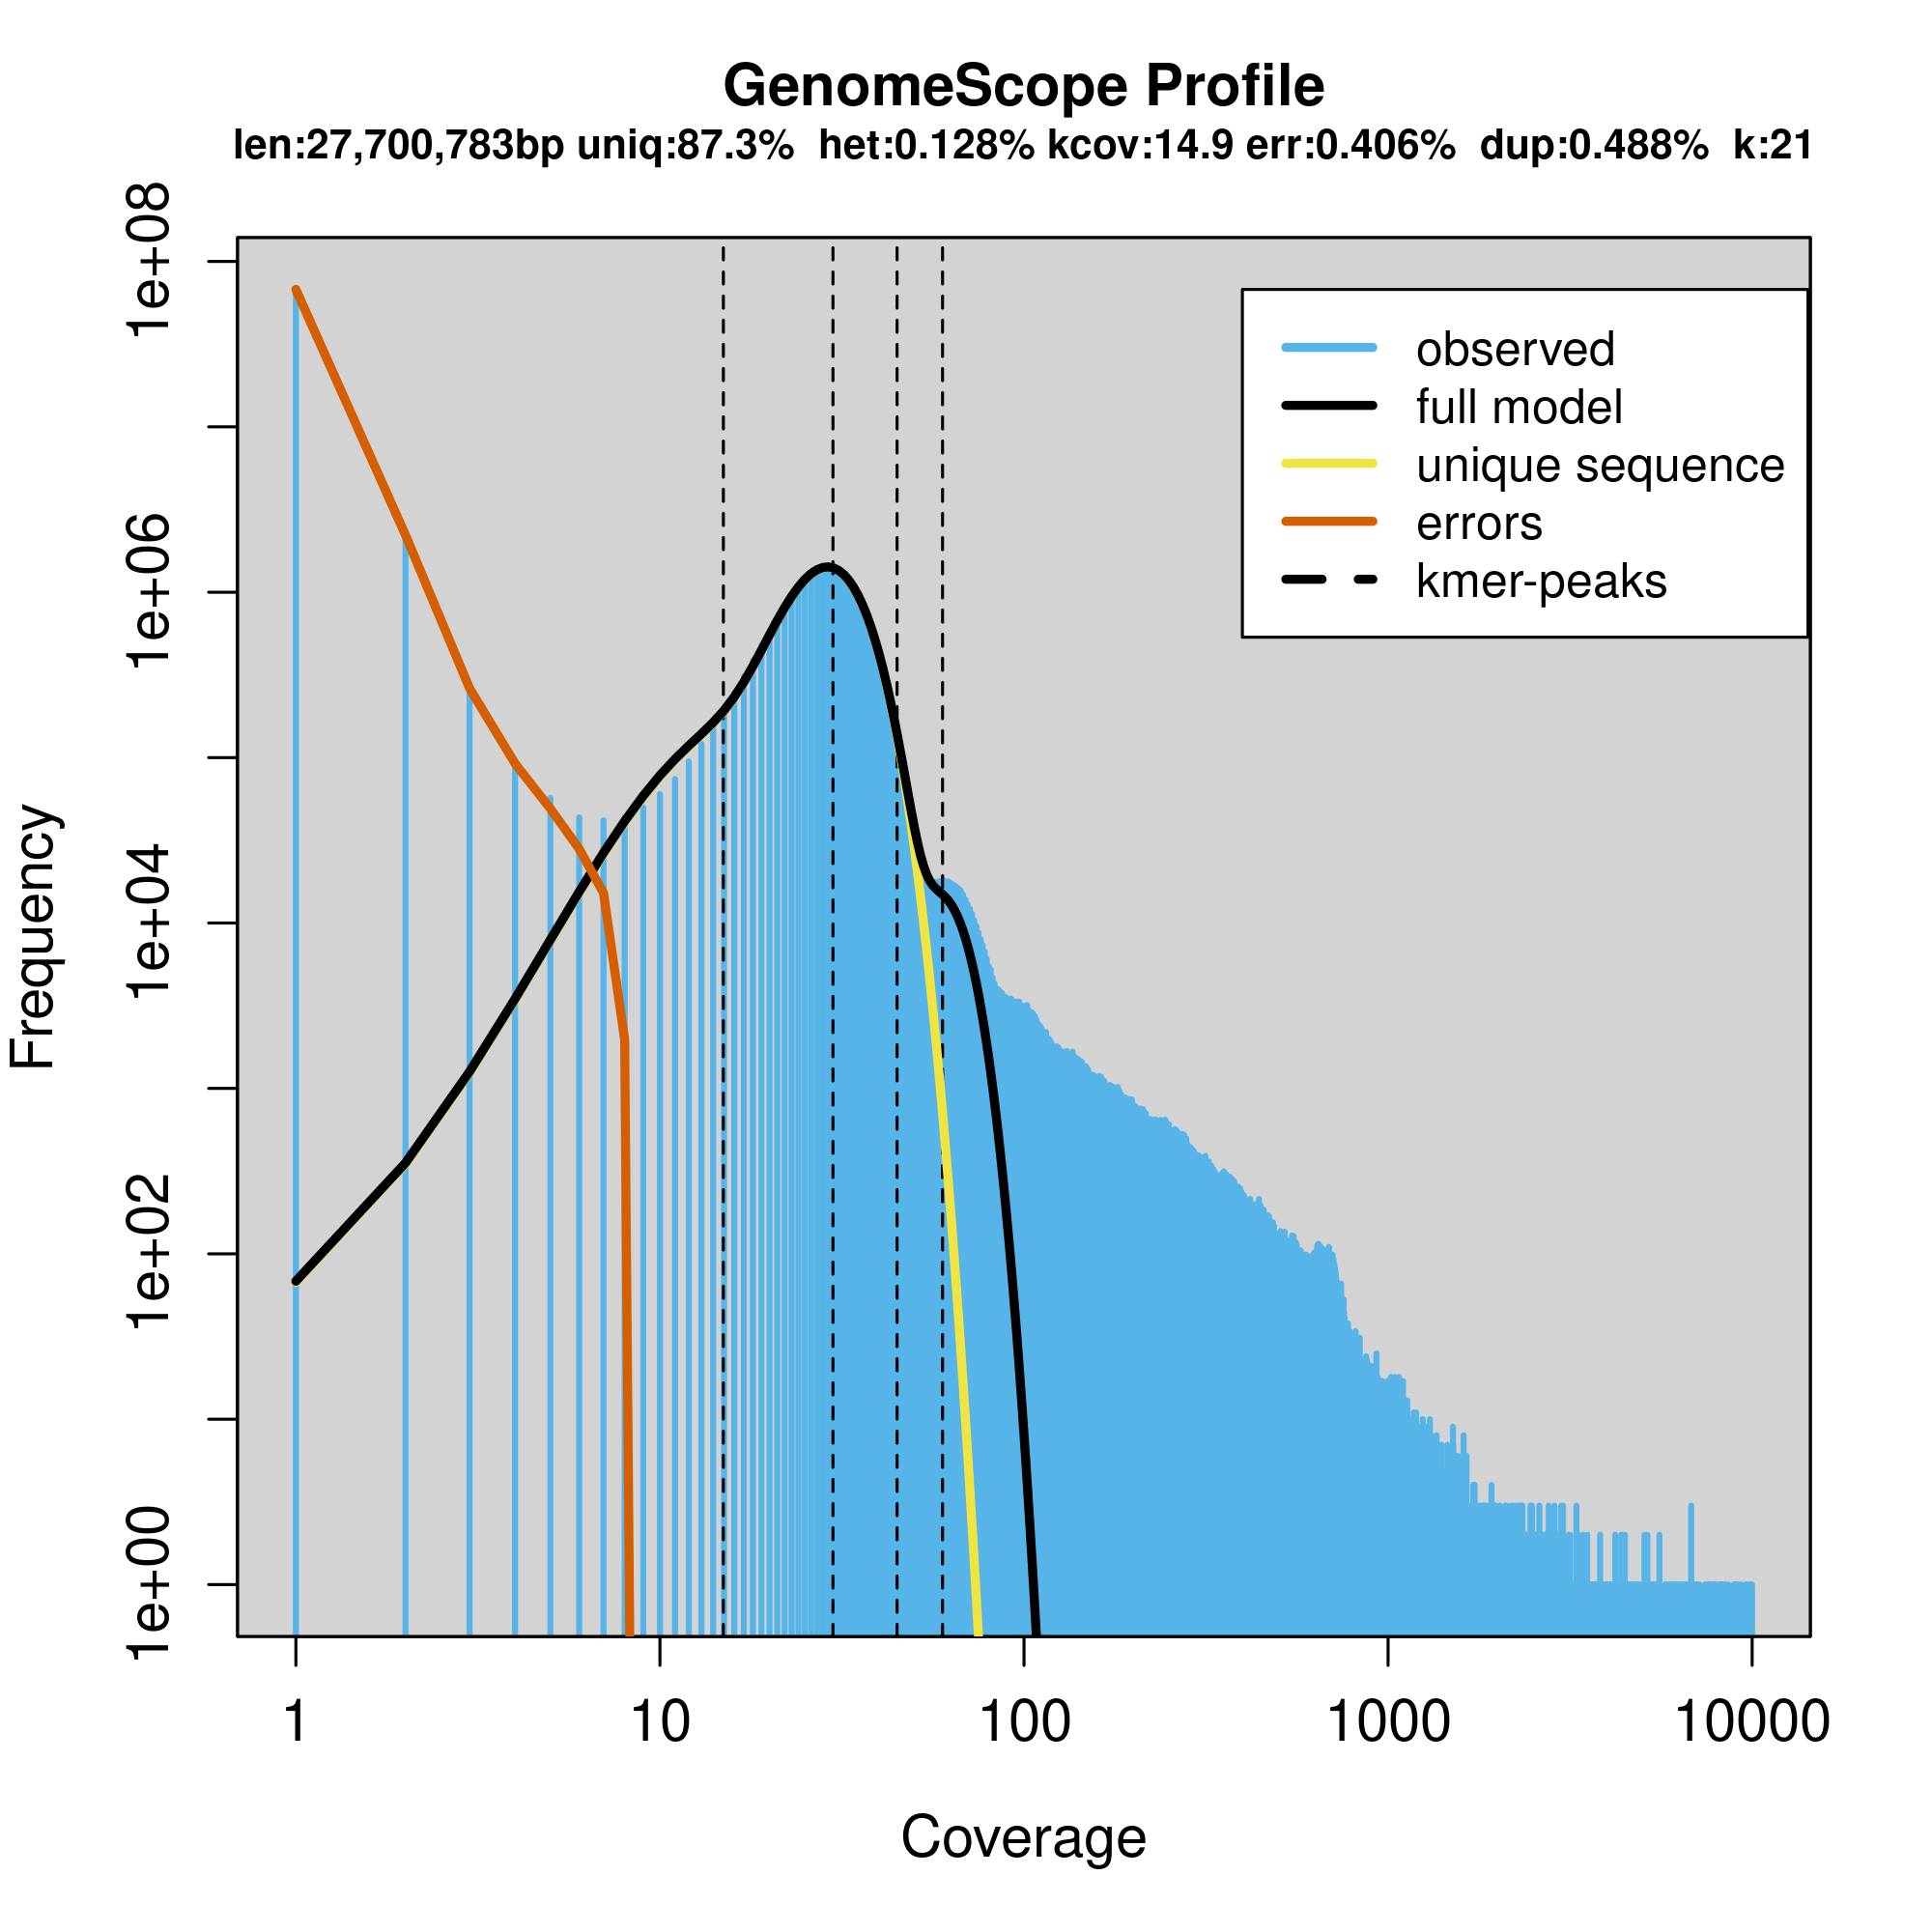 GenomeScope Profile
len:27,700,783bp uniq:87.3% het:0.128% kcov:14.9 err:0.406% dup:0.488% k:21
1e+08
1e+06
1e+04
1e+02
1e+00
Frequency
observed
full model
unique sequence
errors
kmer-peaks
1 10 100 1000 10000
Coverage